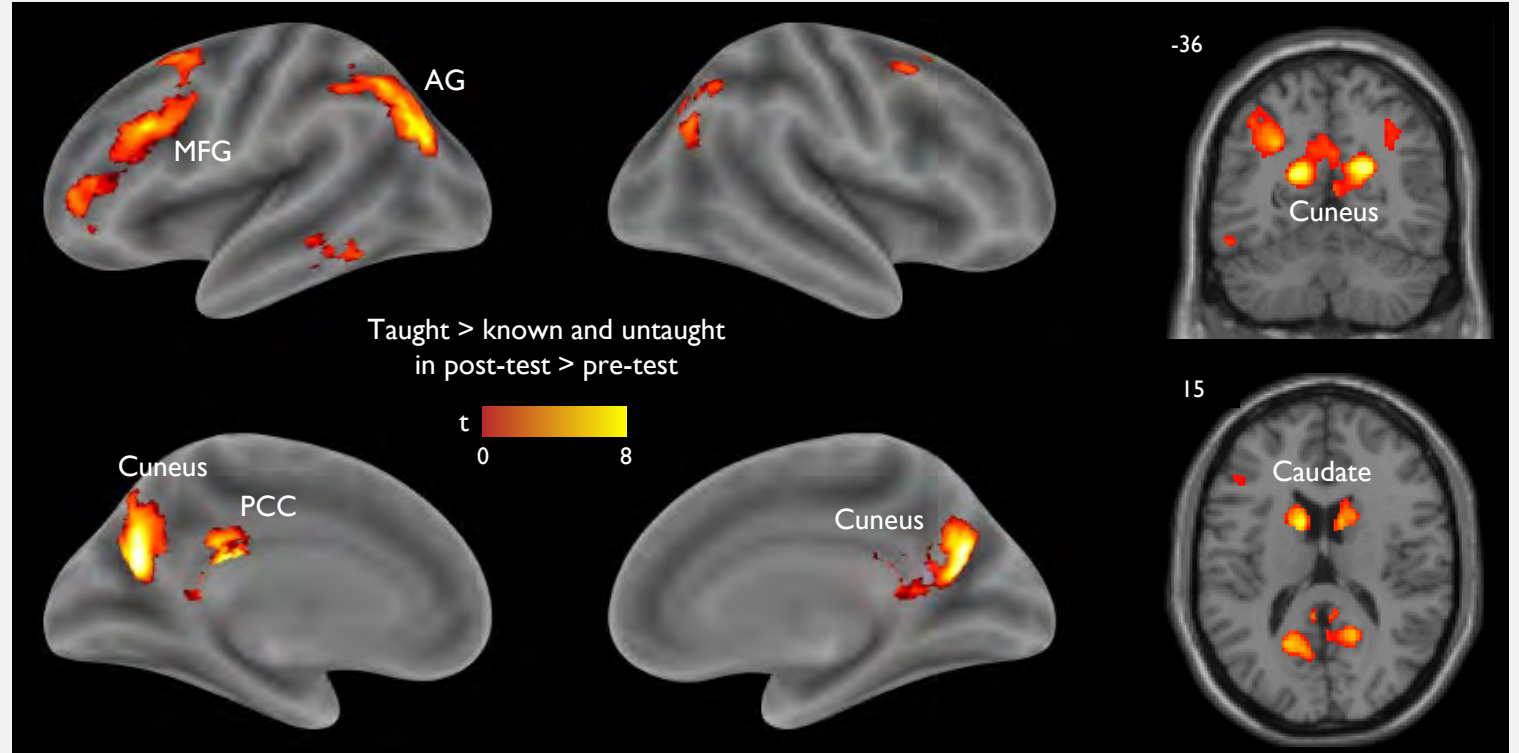 AG
MFG
-36
Cuneus
Taught > known and untaught
in post-test > pre-test
t
0 8
15
Cuneus
PCC
Cuneus
Caudate